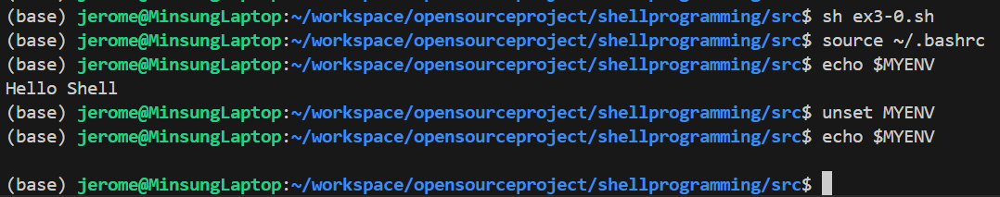 (base) jerome@MinsungLaptop:~/workspace/opensourceproject/shellprogramming/src$ sh ex3-0.sh
(base) jerome@MinsungLaptop:~/workspace/opensourceproject/shellprogramming/src$ source ~/.bashrc
(base) jerome@MinsungLaptop:~/workspace/opensourceproject/shellprogramming/src$ echo $MYENV
Hello Shell
(base) jerome@MinsungLaptop:~/workspace/opensourceproject/shellprogramming/src$ unset MYENV
(base) jerome@MinsungLaptop:~/workspace/opensourceproject/shellprogramming/src$ echo $MYENV

(base) jerome@MinsungLaptop:~/workspace/opensourceproject/shellprogramming/src$